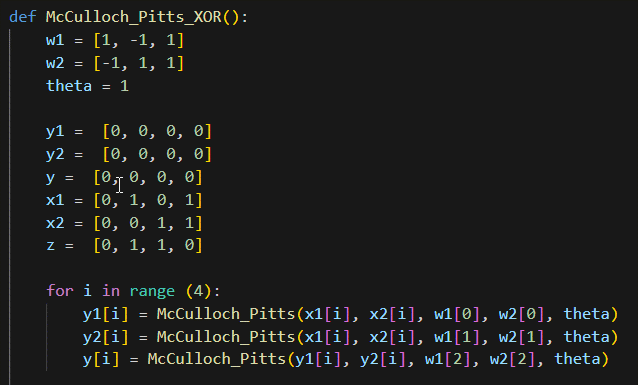 def McCulloch_Pitts_XOR():
    w1 = [1, -1, 1]
    w2 = [-1, 1, 1]
    theta = 1

    y1 =  [0, 0, 0, 0]
    y2 =  [0, 0, 0, 0]
    y =  [0, 0, 0, 0]
    x1 = [0, 1, 0, 1]
    x2 = [0, 0, 1, 1]
    z =  [0, 1, 1, 0]

    for i in range (4):
        y1[i] = McCulloch_Pitts(x1[i], x2[i], w1[0], w2[0], theta)
        y2[i] = McCulloch_Pitts(x1[i], x2[i], w1[1], w2[1], theta)
        y[i] = McCulloch_Pitts(y1[i], y2[i], w1[2], w2[2], theta)